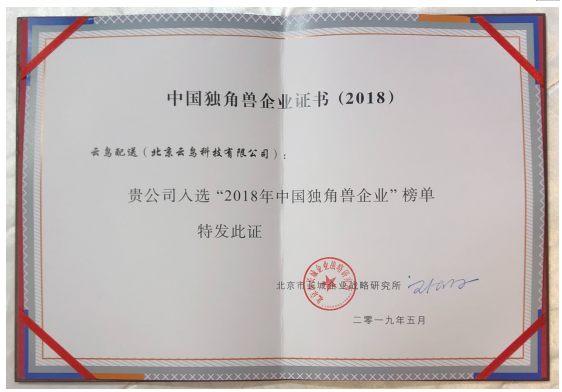 中国独角兽企业证书（2018）
云鸟配送（北京云鸟科技有限公司）：
贵公司入选“2018年中国独角兽企业”榜单
特发此证
北京市长城企业战略研究所
二零一九年五月